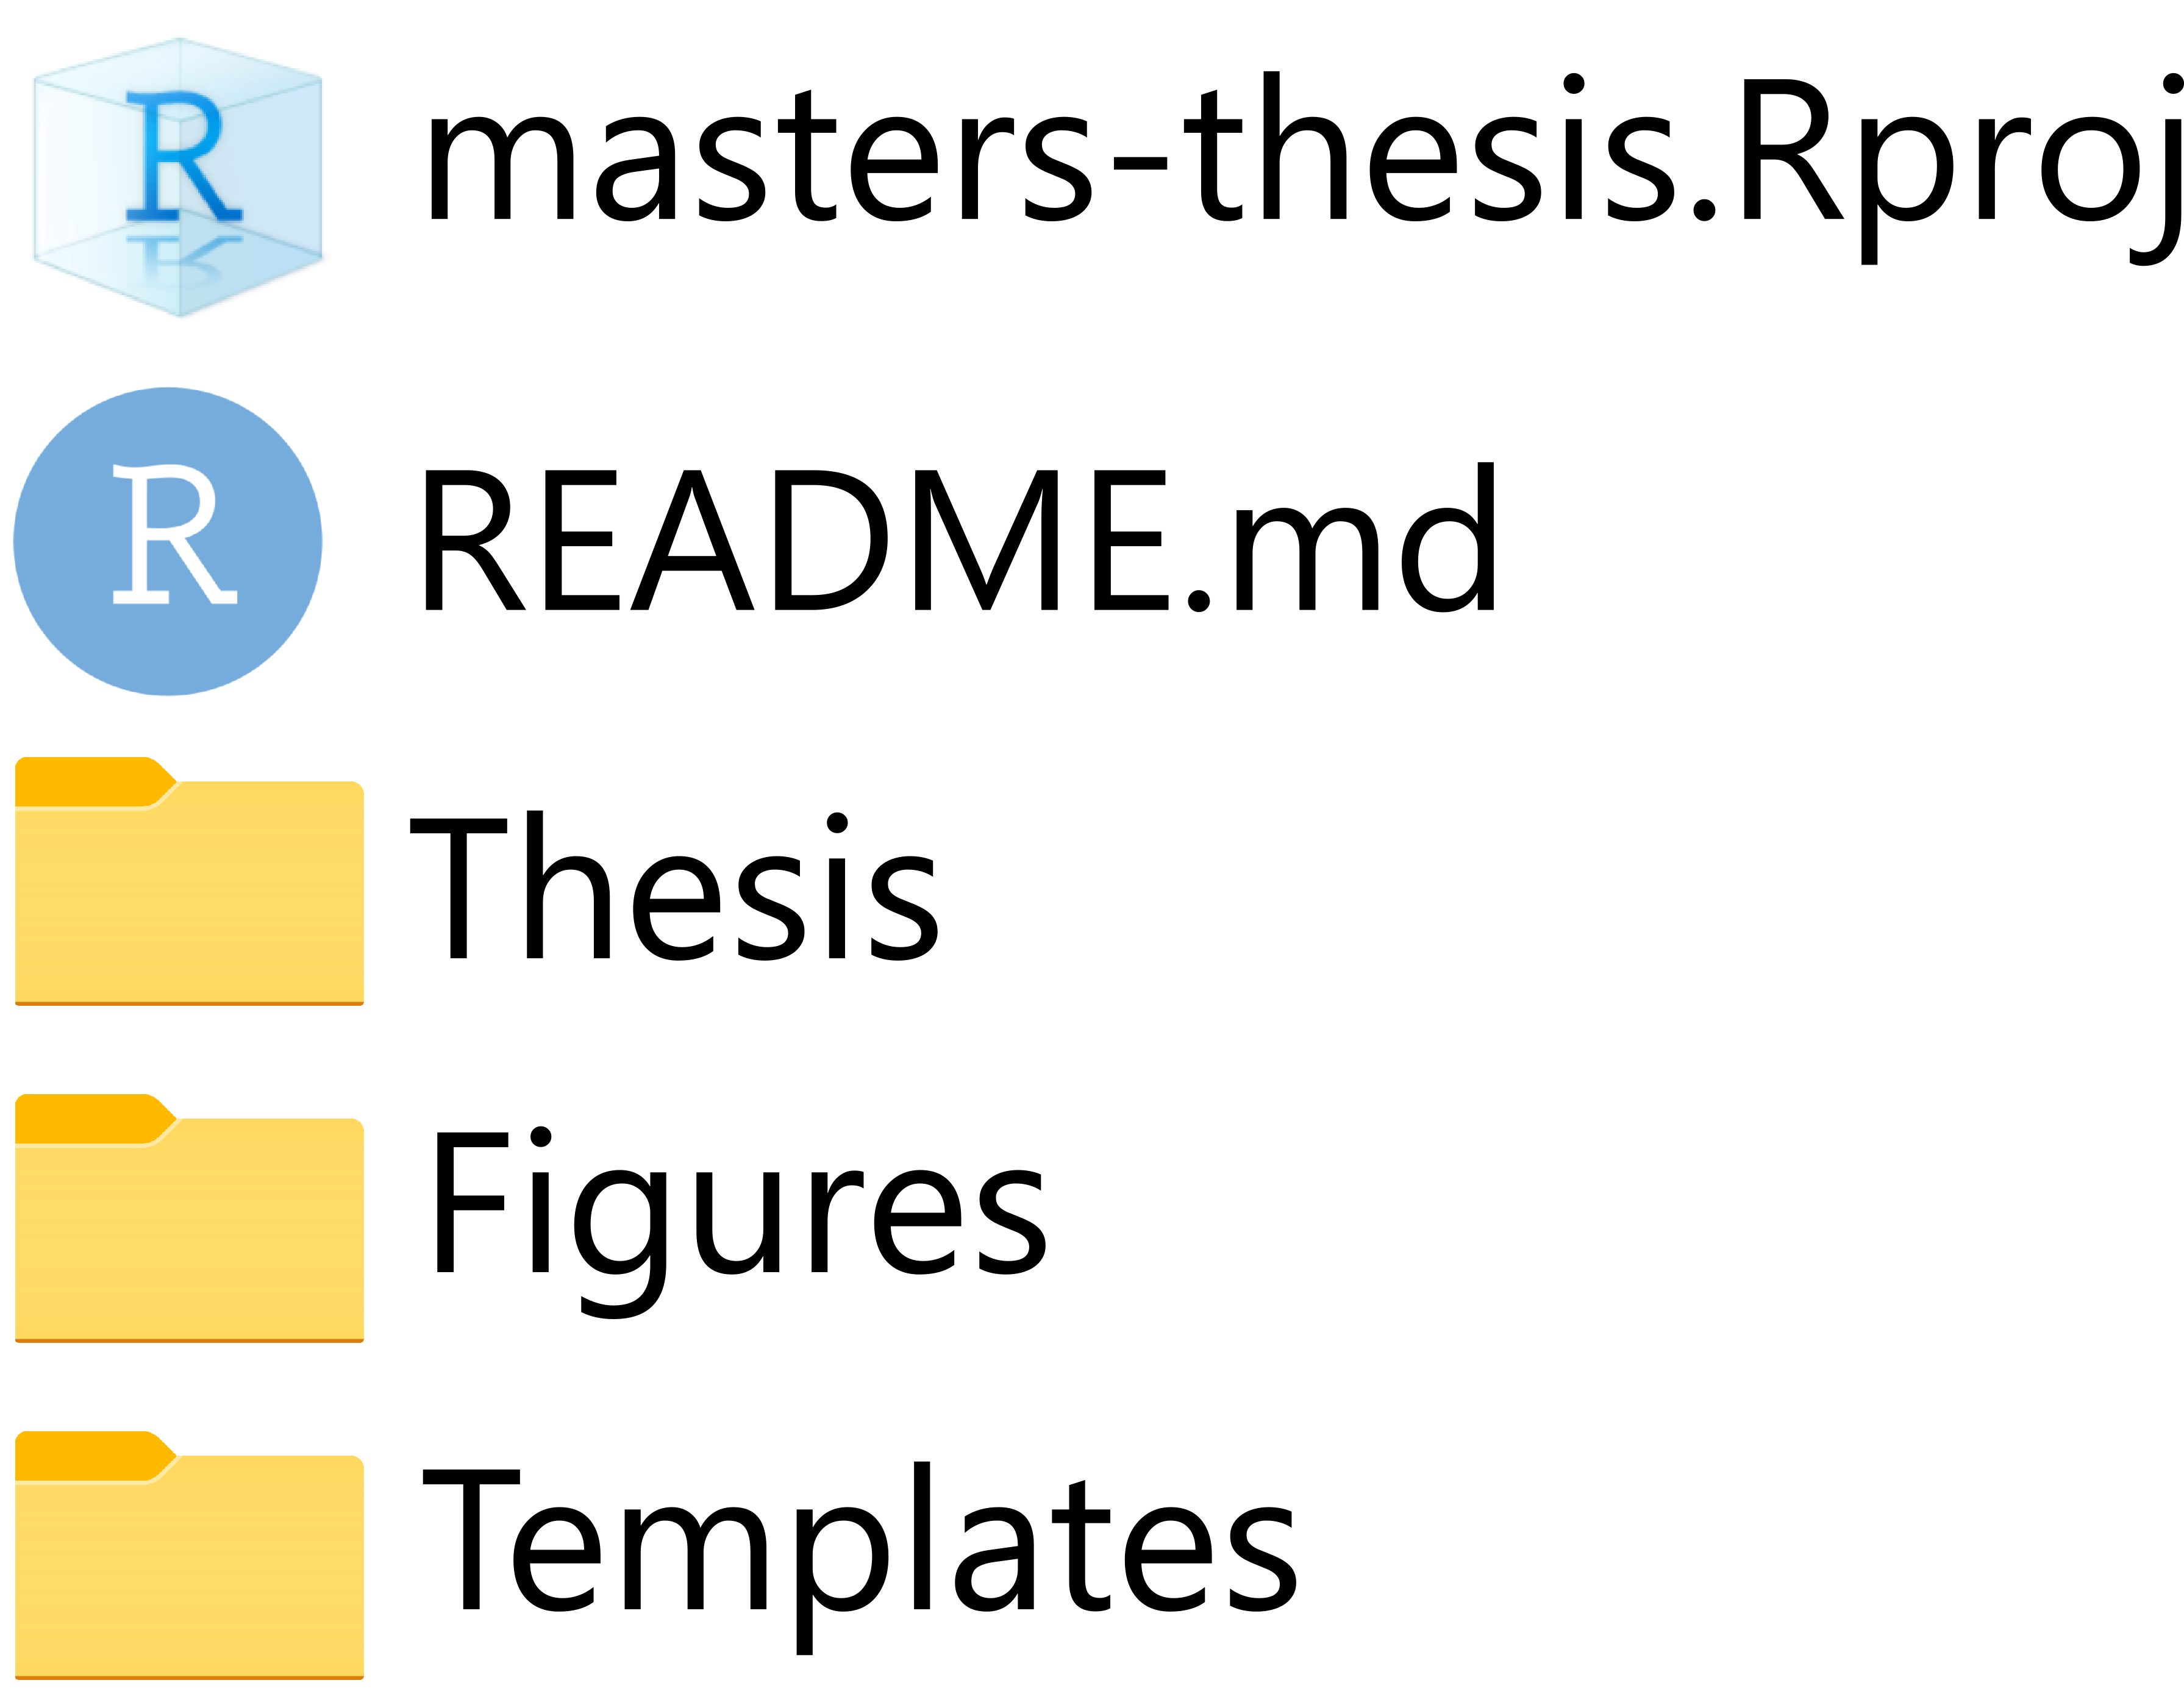 R
masters-thesis.Rproj
R
README.md
Thesis
Figures
Templates